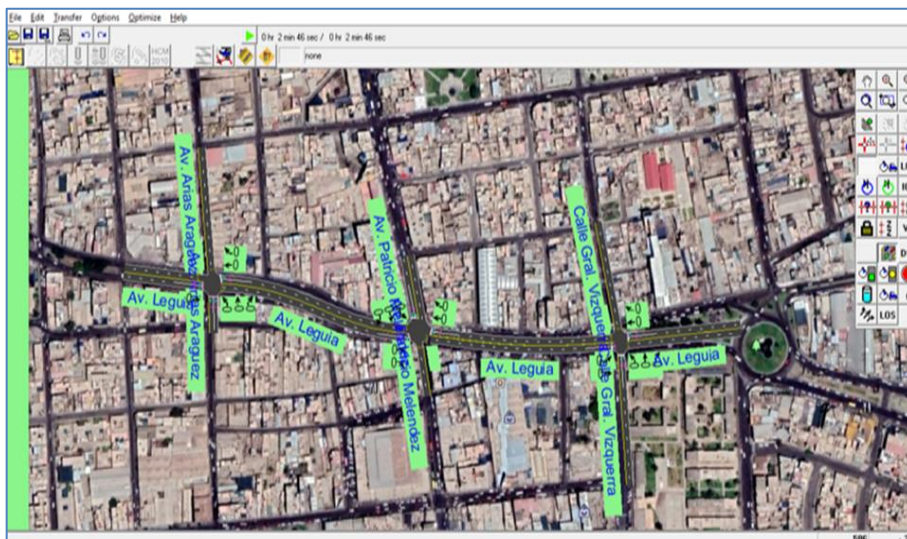 File Edit Transfer Options Optimize Help
0 hr 2 min 46 sec / 0 hr 2 min 46 sec
HCM 2010
none
Av. Arias Araguez
Araguez
Av. Patricio Melendez
Melendez
Calle Gral. Vizquerra
Calle Gral. Vizquerra
Av. Leguia
Av. Leguia
Av. Leguia
Av. Leguia
LOS